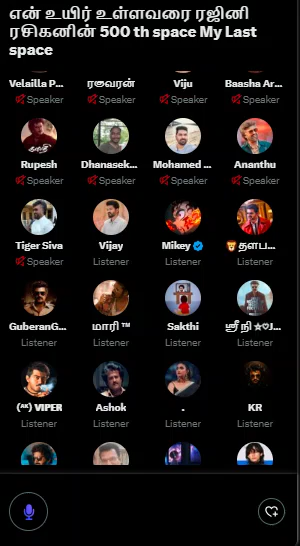 என் உயிர் உள்ளவரை ரஜினி
ரசிகனின் 500 th space My Last
space
Velailla P... ரகுவரன் Viju Baasha Ar...
Speaker Speaker Speaker Speaker
Rupesh Dhanasek... Mohamed ... Ananthu
Speaker Speaker Speaker Speaker
Tiger Siva Vijay Mikey 🦁தளப...
Speaker Listener Listener Listener
GuberanG... மாரி ™ Sakthi ஸ்ரீநி☆♡J...
Listener Listener Listener Listener
(ᴬᴷ) VIPER Ashok . KR
Listener Listener Listener Listener